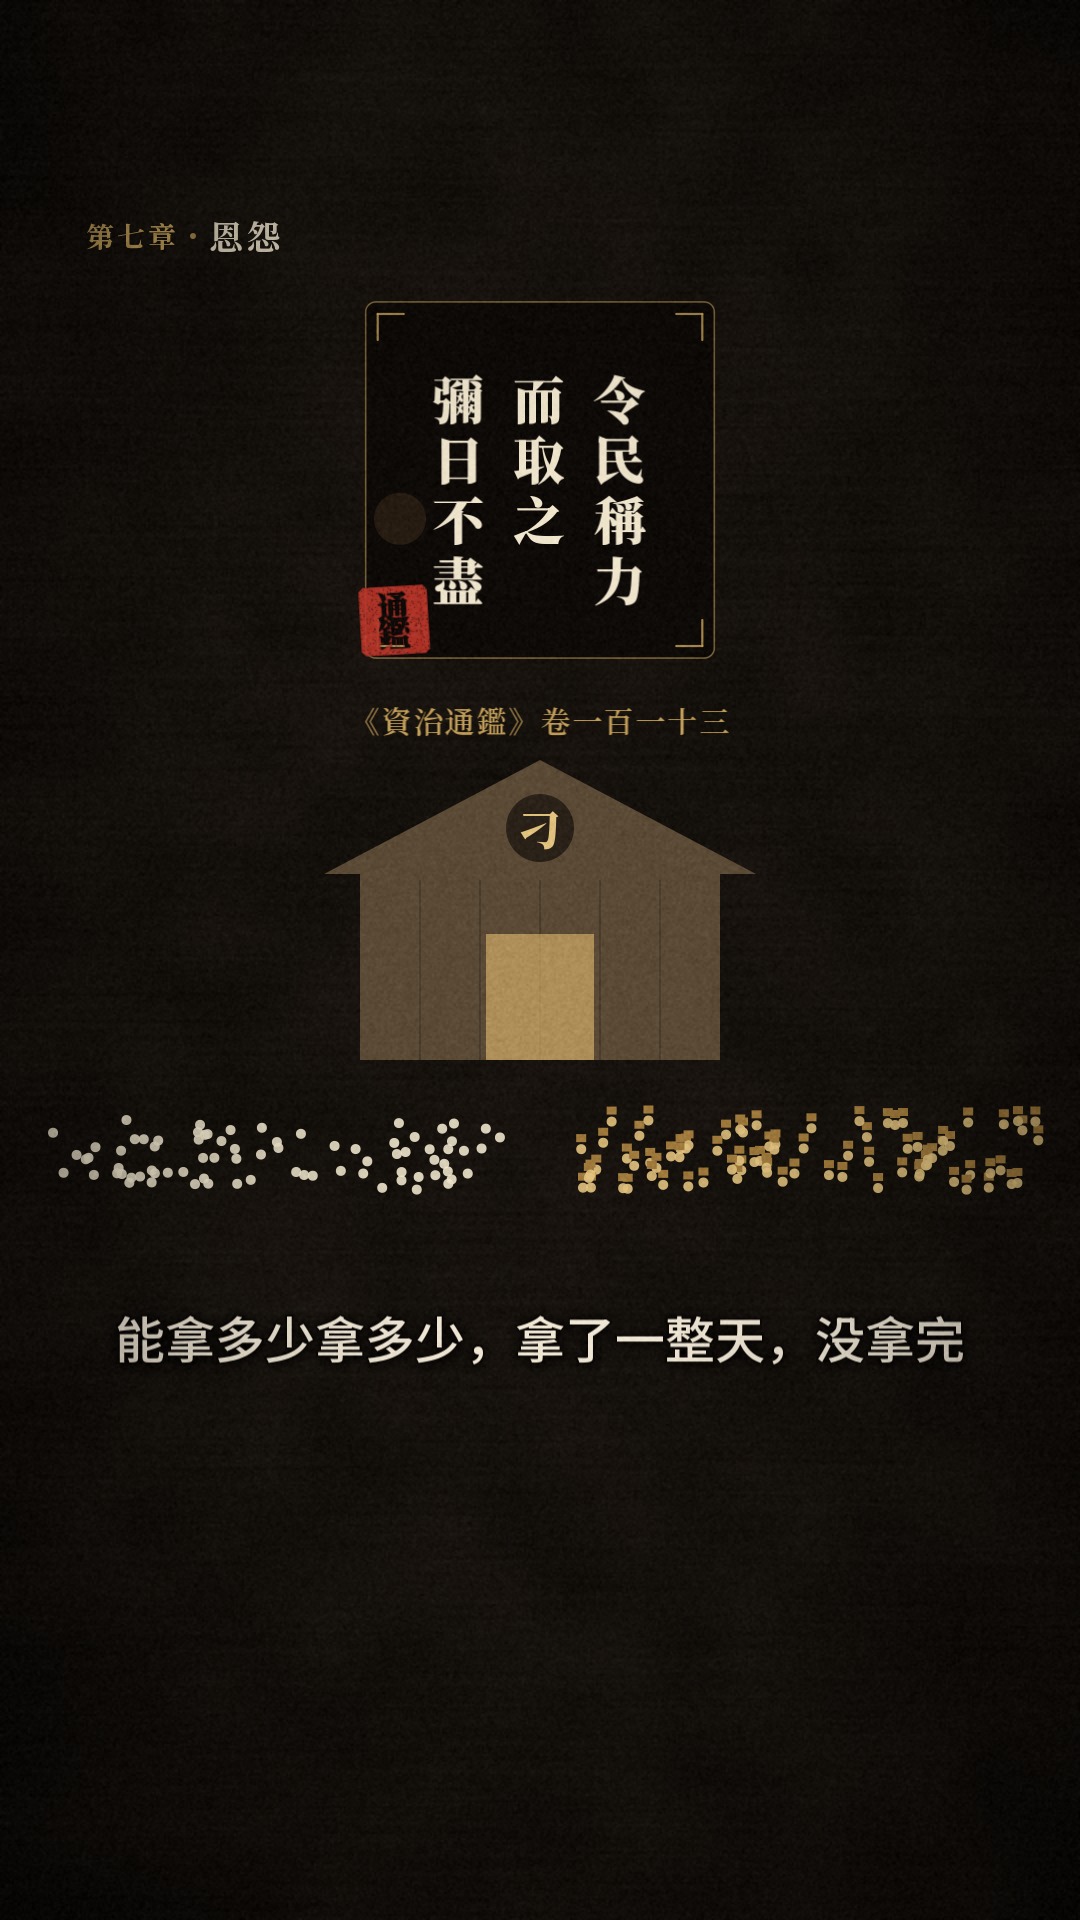 第七章·恩怨
令民稱力
而取之
彌日不盡
通鑑
《資治通鑑》卷一百一十三
刁
能拿多少拿多少，拿了一整天，没拿完